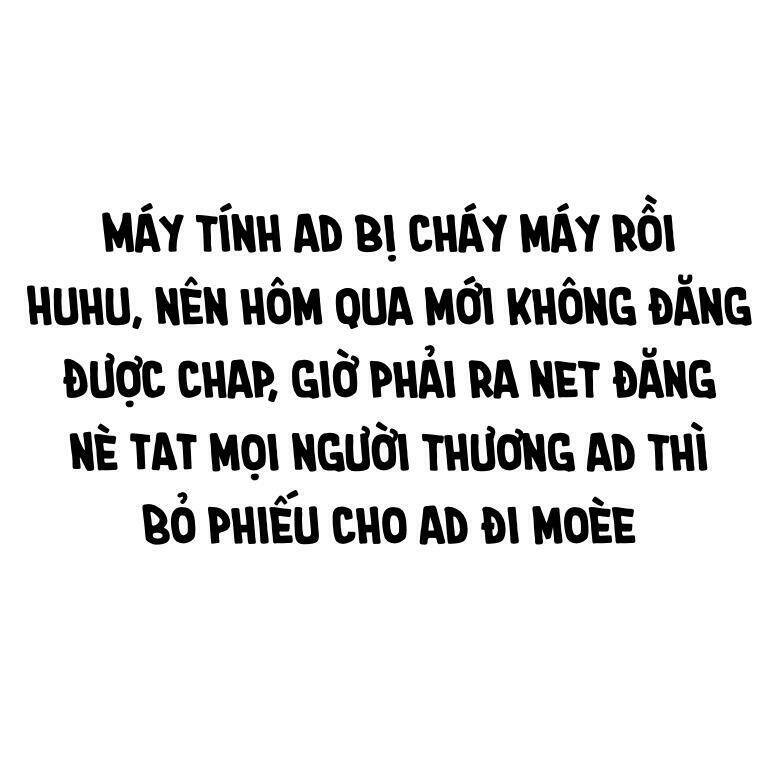 MÁY TÍNH AD BỊ CHÁY MÁY RỒI
HUHU, NÊN HÔM QUA MỚI KHÔNG ĐĂNG
ĐƯỢC CHAP, GIỜ PHẢI RA NET ĐĂNG
NÈ TAT MỌI NGƯỜI THƯƠNG AD THÌ
BỎ PHIẾU CHO AD ĐI MOÈE